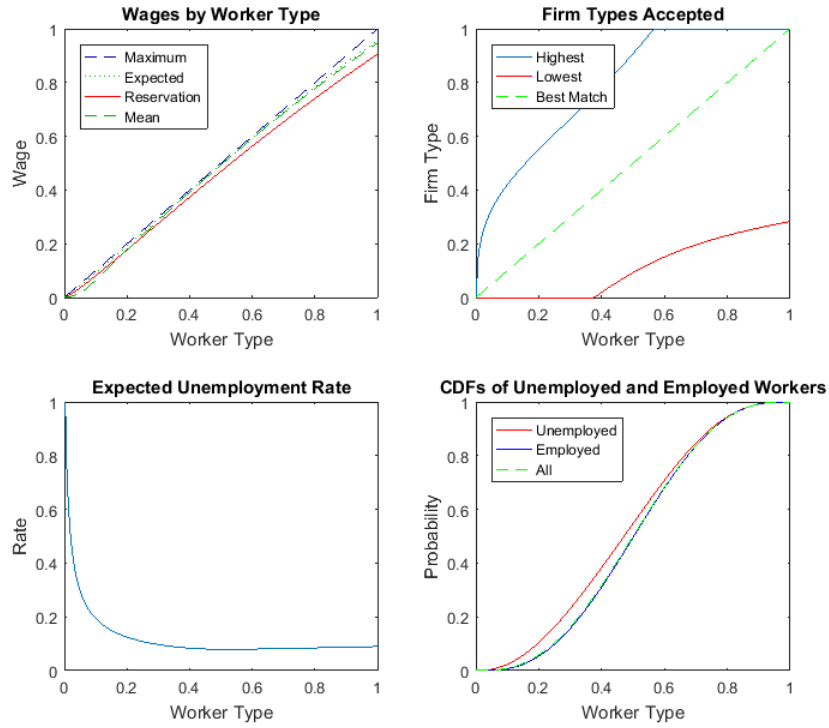 Wages by Worker Type
1
0.8
0.6
0.4
0.2
0
Wage
Maximum
Expected
Reservation
Mean
0 0.2 0.4 0.6 0.8 1
Worker Type
Firm Types Accepted
1
0.8
0.6
0.4
0.2
0
Firm Type
Highest
Lowest
Best Match
0 0.2 0.4 0.6 0.8 1
Worker Type
Expected Unemployment Rate
1
0.8
0.6
0.4
0.2
0
Rate
0 0.2 0.4 0.6 0.8 1
Worker Type
CDFs of Unemployed and Employed Workers
1
0.8
0.6
0.4
0.2
0
Probability
Unemployed
Employed
All
0 0.2 0.4 0.6 0.8 1
Worker Type